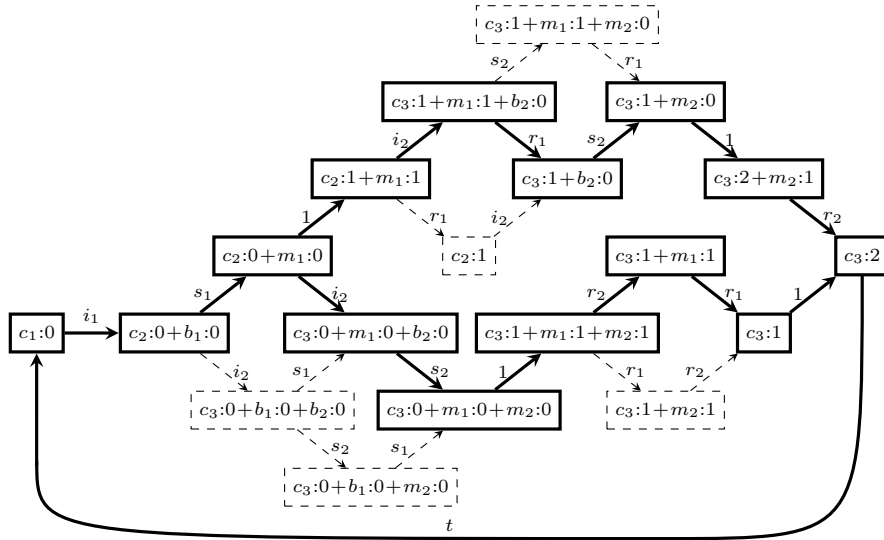 c₃:1+m₁:1+m₂:0
s₂ r₁
c₃:1+m₁:1+b₂:0 c₃:1+m₂:0
i₂ r₁ s₂ 1
c₂:1+m₁:1 c₃:1+b₂:0 c₃:2+m₂:1
1 r₁ i₂ r₂
c₂:0+m₁:0 c₂:1 c₃:1+m₁:1 c₃:2
s₁ i₂ r₂ r₁ 1
c₁:0 i₁ c₂:0+b₁:0 c₃:0+m₁:0+b₂:0 c₃:1+m₁:1+m₂:1 c₃:1
i₂ s₁ s₂ 1 r₁ r₂
c₃:0+b₁:0+b₂:0 c₃:0+m₁:0+m₂:0 c₃:1+m₂:1
s₂ s₁
c₃:0+b₁:0+m₂:0
t